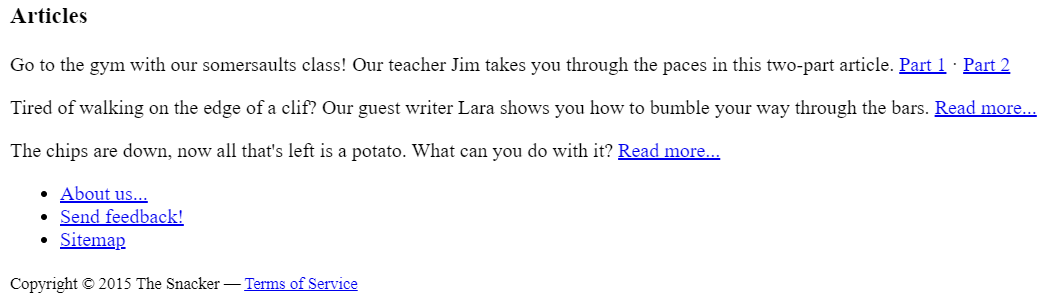 Articles
Go to the gym with our somersaults class! Our teacher Jim takes you through the paces in this two-part article. Part 1 · Part 2
Tired of walking on the edge of a clif? Our guest writer Lara shows you how to bumble your way through the bars. Read more...
The chips are down, now all that's left is a potato. What can you do with it? Read more...
• About us...
• Send feedback!
• Sitemap
Copyright © 2015 The Snacker — Terms of Service